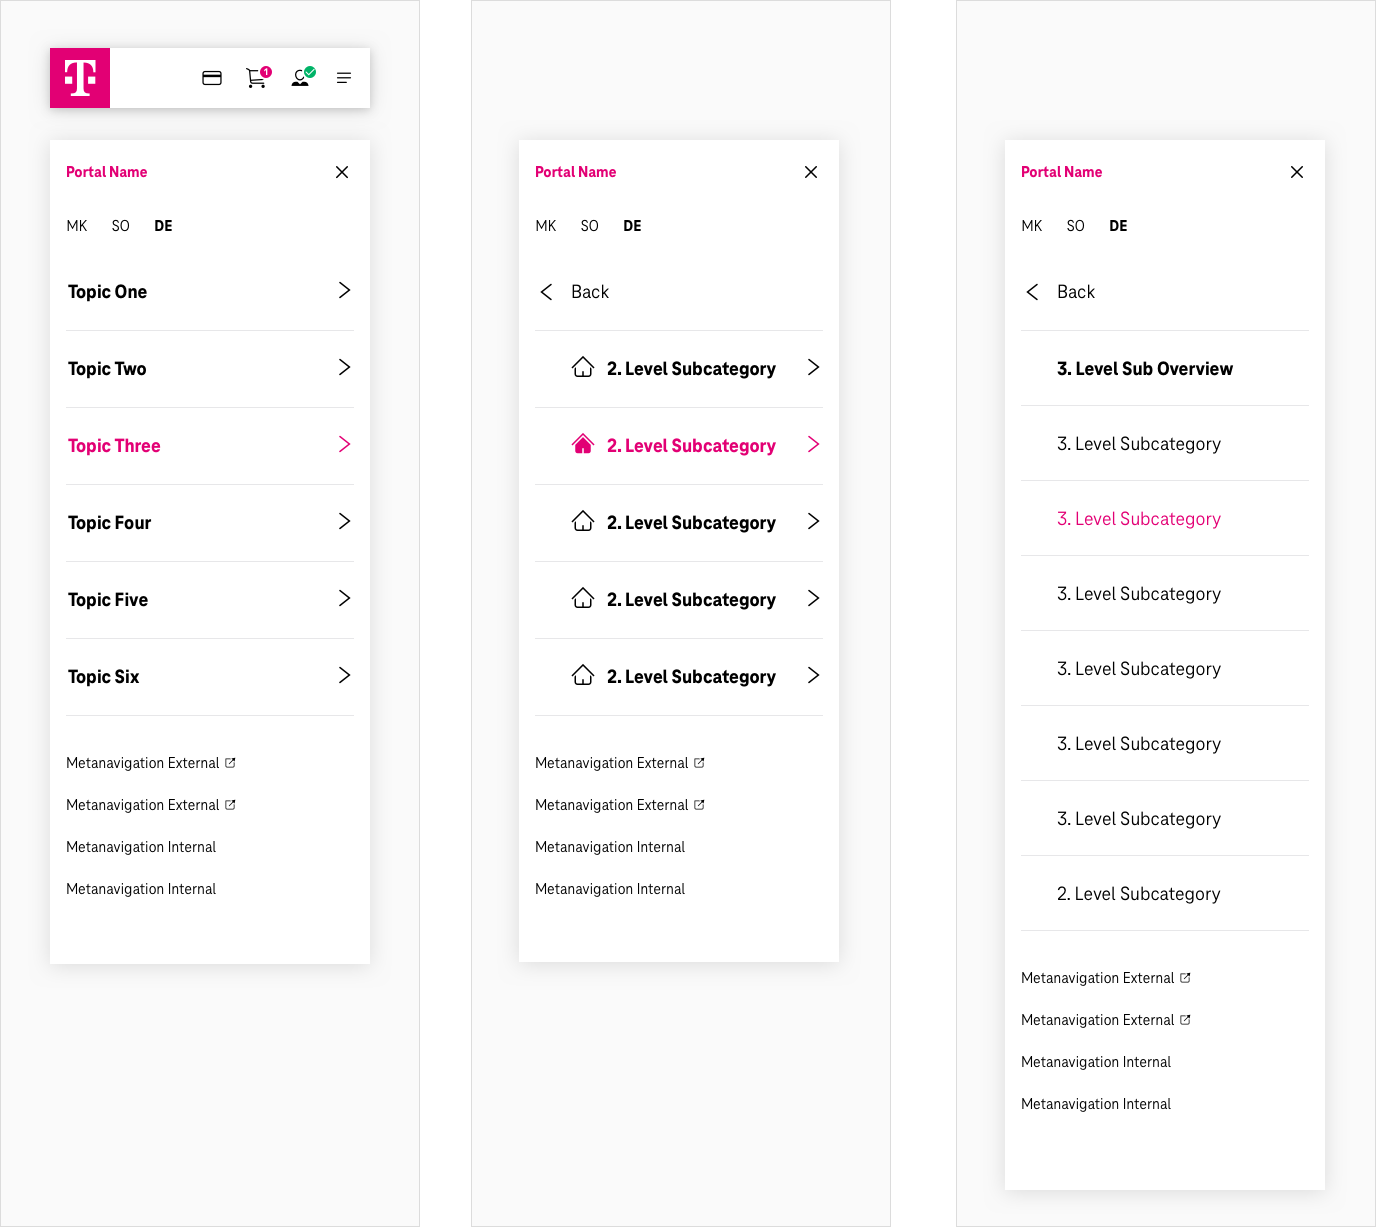 T
1
Portal Name
MK SO DE
Topic One
Topic Two
Topic Three
Topic Four
Topic Five
Topic Six
Metanavigation External
Metanavigation External
Metanavigation Internal
Metanavigation Internal
Portal Name
MK SO DE
Back
2. Level Subcategory
2. Level Subcategory
2. Level Subcategory
2. Level Subcategory
2. Level Subcategory
Metanavigation External
Metanavigation External
Metanavigation Internal
Metanavigation Internal
Portal Name
MK SO DE
Back
3. Level Sub Overview
3. Level Subcategory
3. Level Subcategory
3. Level Subcategory
3. Level Subcategory
3. Level Subcategory
3. Level Subcategory
2. Level Subcategory
Metanavigation External
Metanavigation External
Metanavigation Internal
Metanavigation Internal